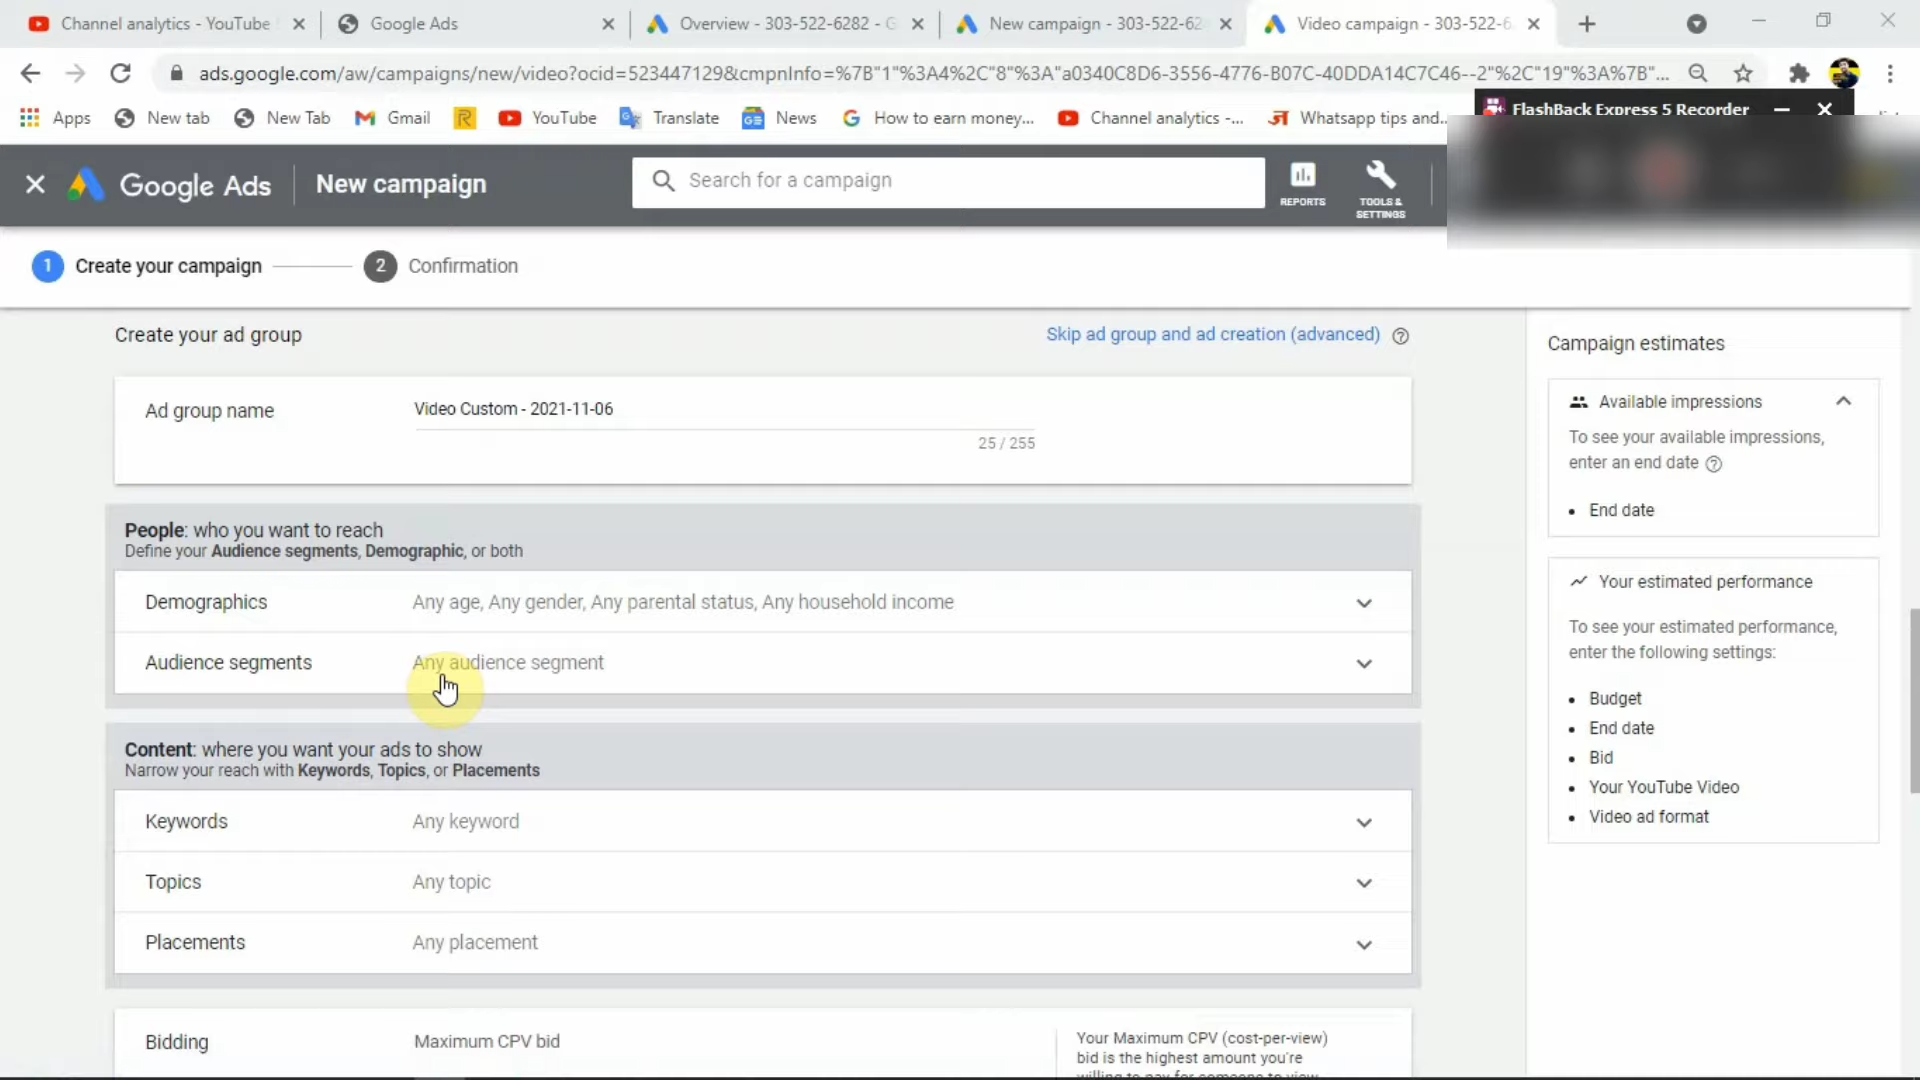 Channel analytics - YouTube
Google Ads
Overview - 303-522-6282 - G
New campaign - 303-522-62
Video campaign - 303-522-6
ads.google.com/aw/campaigns/new/video?ocid=523447129&cmpnInfo=%7B"1"%3A4%2C"8"%3A"a0340C8D6-3556-4776-B07C-40DDA14C7C46--2"%2C"19"%3A%7B"...
Apps
New tab
New Tab
Gmail
YouTube
Translate
News
How to earn money...
Channel analytics -...
Whatsapp tips and...
FlashBack Express 5 Recorder
Google Ads
New campaign
Search for a campaign
REPORTS
TOOLS &
SETTINGS
1 Create your campaign
2 Confirmation
Create your ad group
Skip ad group and ad creation (advanced)
Ad group name
Video Custom - 2021-11-06
25 / 255
People: who you want to reach
Define your Audience segments, Demographic, or both
Demographics
Any age, Any gender, Any parental status, Any household income
Audience segments
Any audience segment
Content: where you want your ads to show
Narrow your reach with Keywords, Topics, or Placements
Keywords
Any keyword
Topics
Any topic
Placements
Any placement
Bidding
Maximum CPV bid
Your Maximum CPV (cost-per-view)
bid is the highest amount you're
willing to pay for someone to view
Campaign estimates
Available impressions
To see your available impressions,
enter an end date
• End date
Your estimated performance
To see your estimated performance,
enter the following settings:
• Budget
• End date
• Bid
• Your YouTube Video
• Video ad format